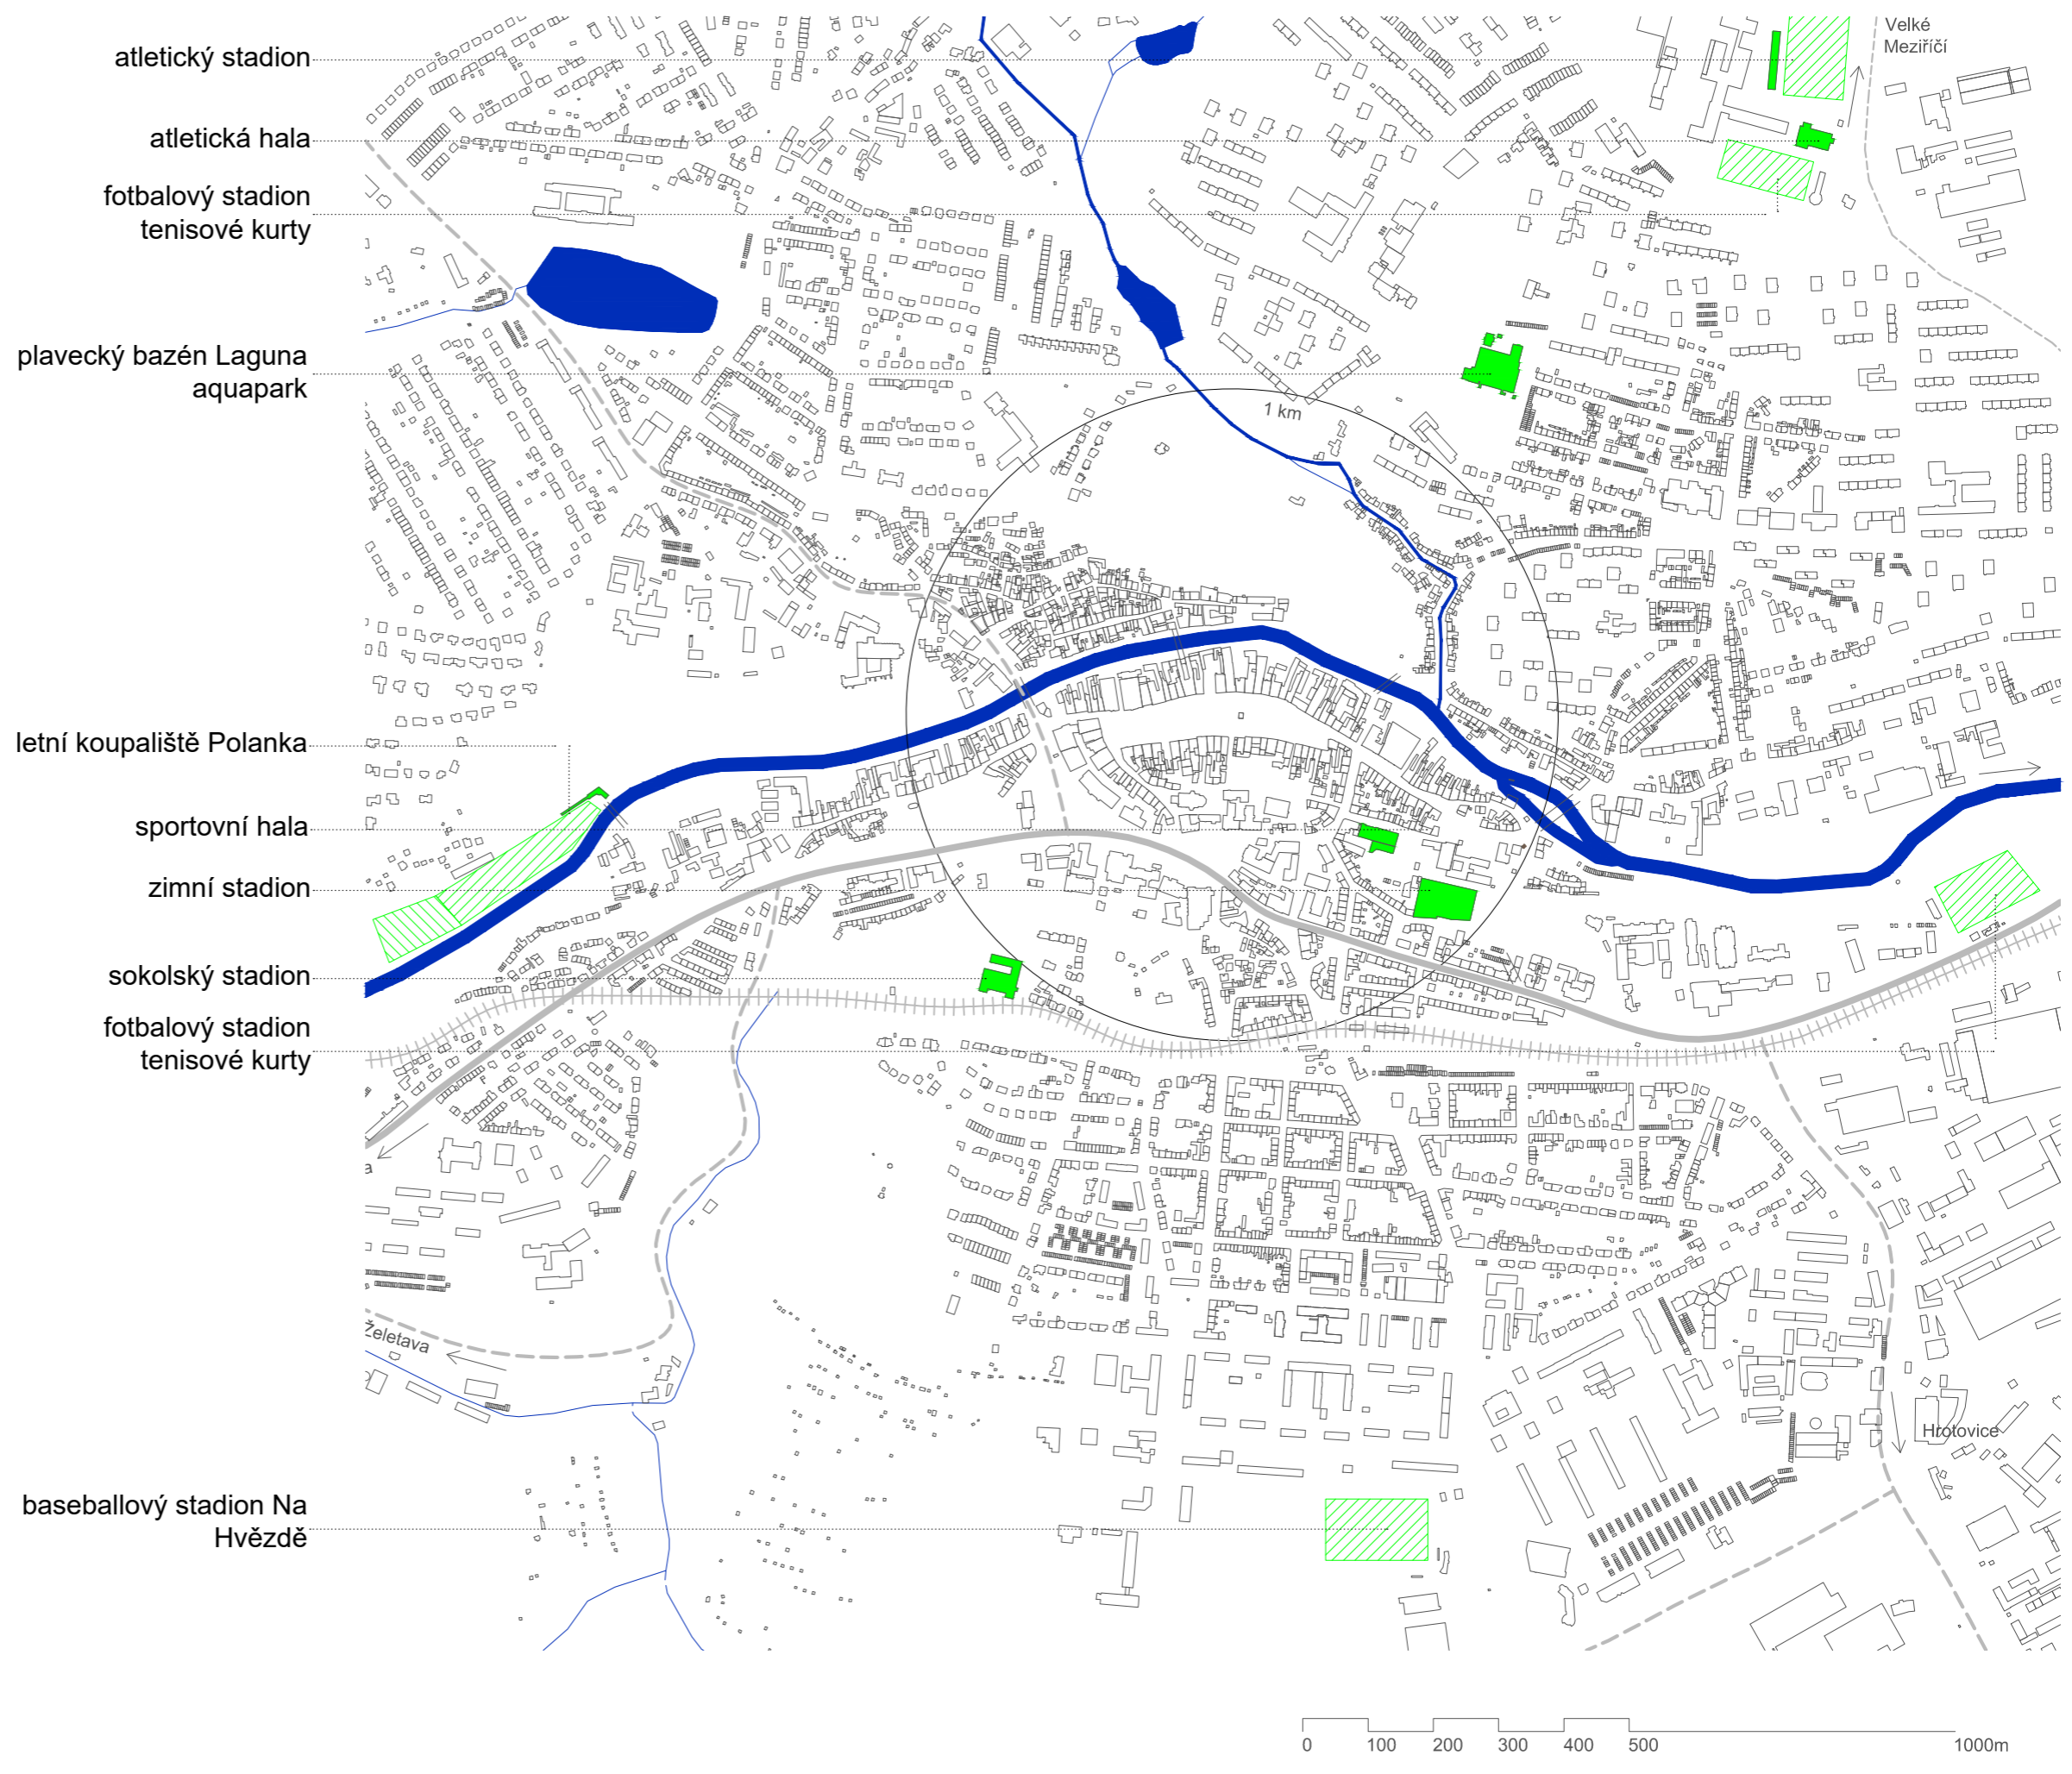 atletický stadion
atletická hala
fotbalový stadion
tenisové kurty
plavecký bazén Laguna
aquapark
letní koupaliště Polanka
sportovní hala
zimní stadion
sokolský stadion
fotbalový stadion
tenisové kurty
baseballový stadion Na
Hvězdě
Velké
Meziříčí
1 km
a
Želetava
Hrotovice
0 100 200 300 400 500 1000m